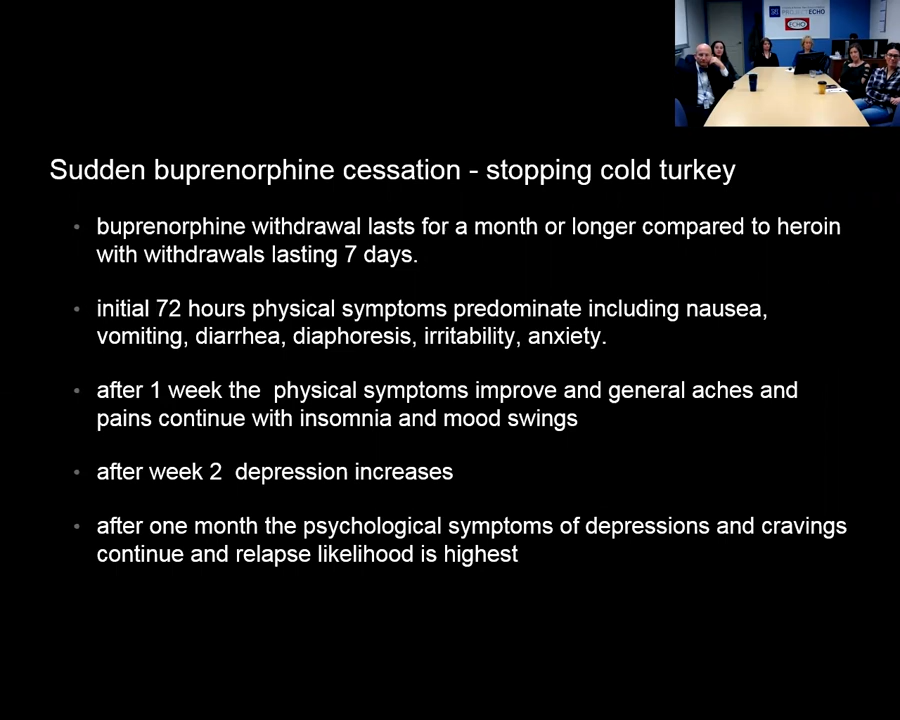 PROJECT ECHO
ECHO
Sudden buprenorphine cessation - stopping cold turkey
• buprenorphine withdrawal lasts for a month or longer compared to heroin
with withdrawals lasting 7 days.
• initial 72 hours physical symptoms predominate including nausea,
vomiting, diarrhea, diaphoresis, irritability, anxiety.
• after 1 week the  physical symptoms improve and general aches and
pains continue with insomnia and mood swings
• after week 2  depression increases
• after one month the psychological symptoms of depressions and cravings
continue and relapse likelihood is highest